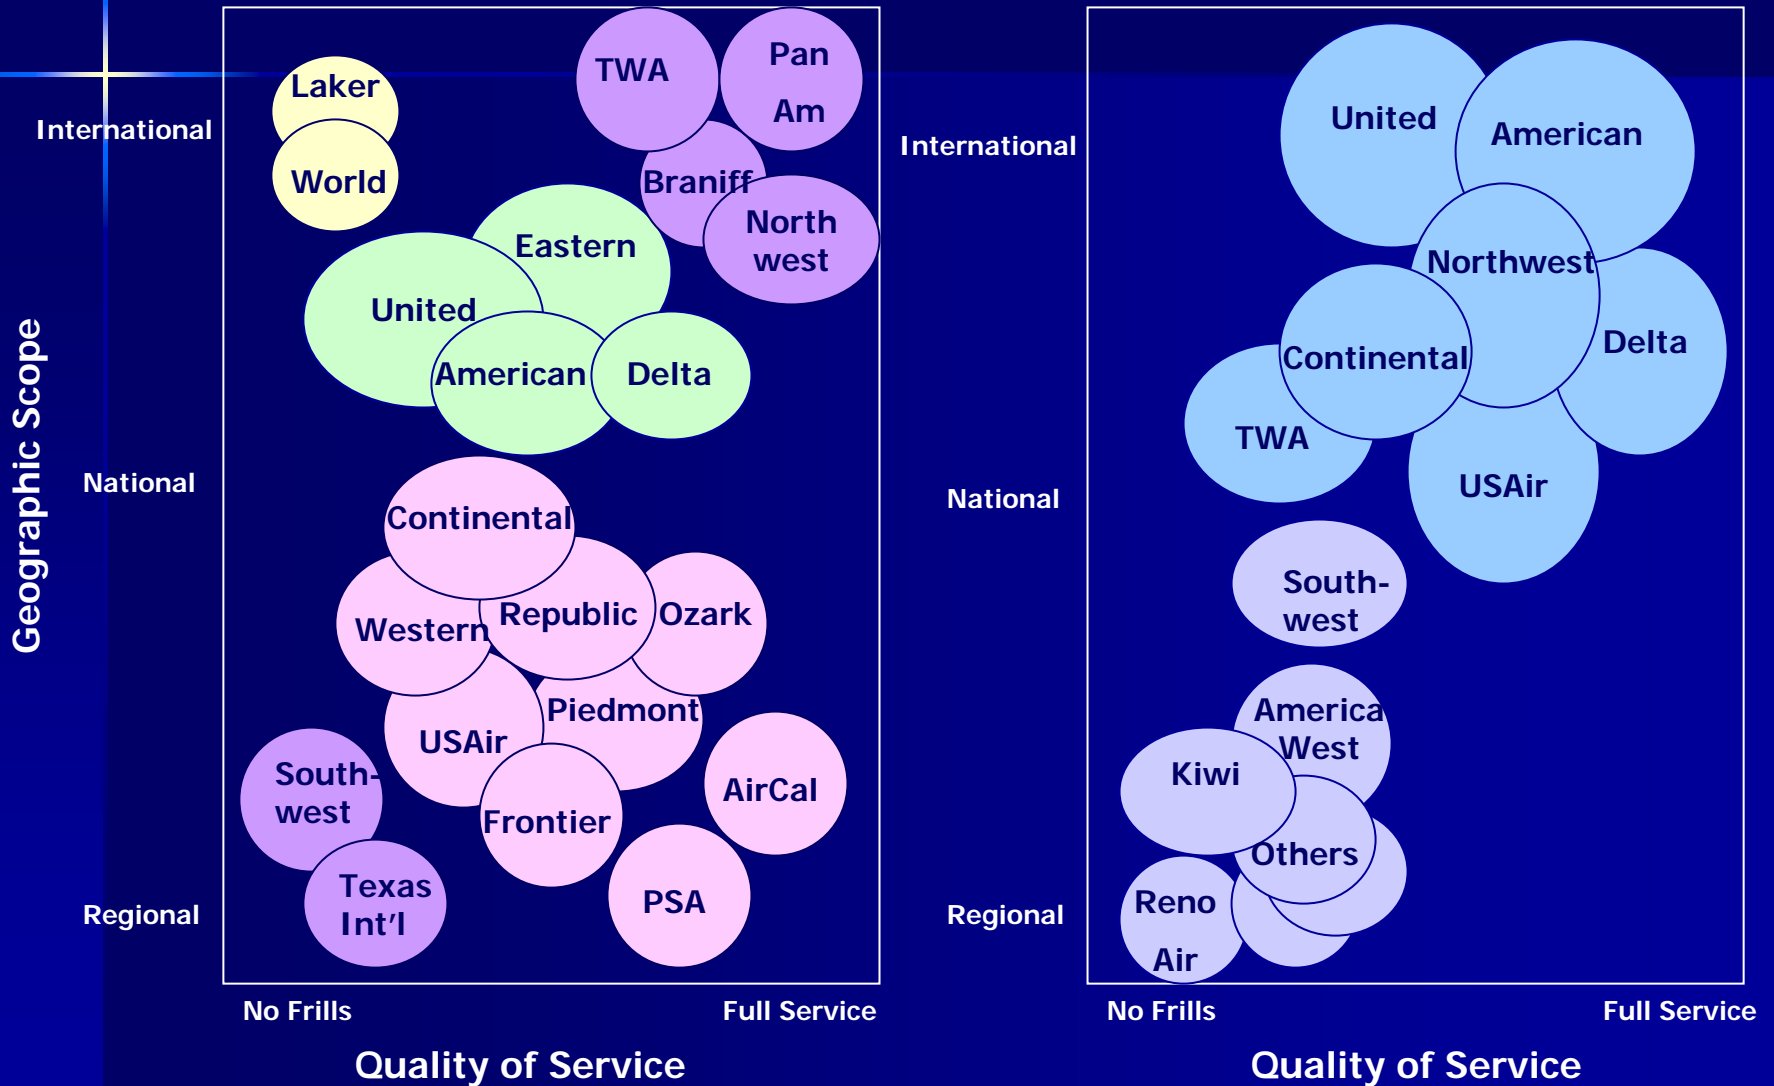 Geographic Scope
International
National
Regional
Laker
World
TWA
Pan
Am
Braniff
North
west
Eastern
United
American
Delta
Continental
Western
Republic
Ozark
USAir
Piedmont
Frontier
AirCal
PSA
South-
west
Texas
Int'l
No Frills
Full Service
Quality of Service
International
National
Regional
United
American
Northwest
Continental
Delta
TWA
USAir
South-
west
America
West
Kiwi
Others
Reno
Air
No Frills
Full Service
Quality of Service